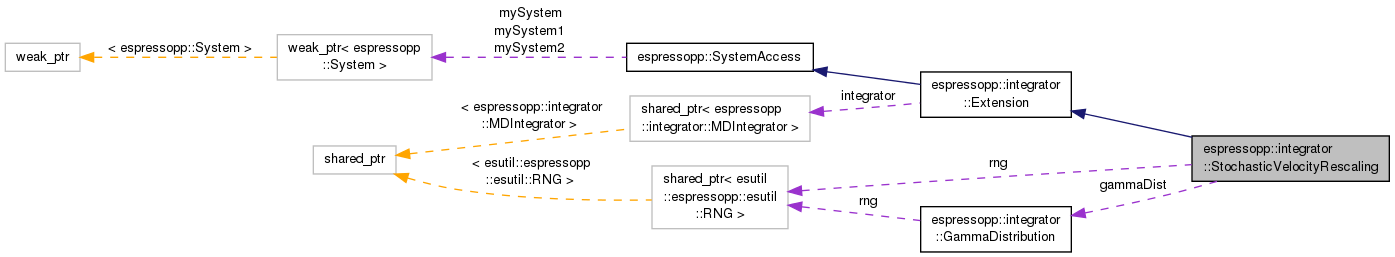 mySystem
mySystem1
mySystem2
< espressopp::System >
weak_ptr
weak_ptr< espressopp
::System >
espressopp::SystemAccess
espressopp::integrator
::Extension
integrator
shared_ptr< espressopp
::integrator::MDIntegrator >
< espressopp::integrator
::MDIntegrator >
shared_ptr
< esutil::espressopp
::esutil::RNG >
shared_ptr< esutil
::espressopp::esutil
::RNG >
rng
rng
gammaDist
espressopp::integrator
::StochasticVelocityRescaling
espressopp::integrator
::GammaDistribution